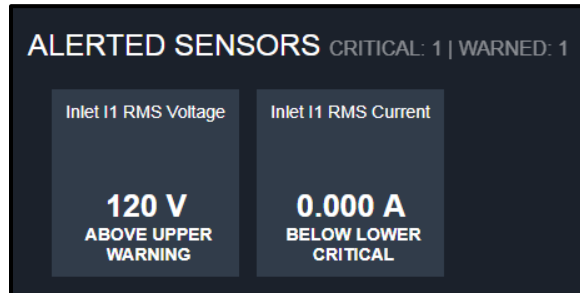 ALERTED SENSORS CRITICAL: 1 | WARNED: 1
Inlet I1 RMS Voltage
120 V
ABOVE UPPER
WARNING
Inlet I1 RMS Current
0.000 A
BELOW LOWER
CRITICAL